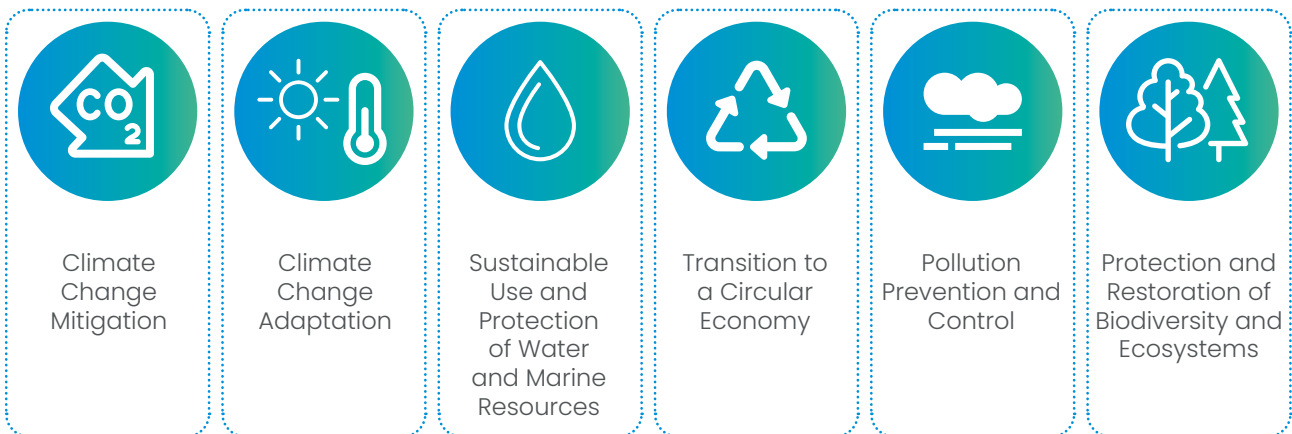 CO
2
Climate
Change
Mitigation
Climate
Change
Adaptation
Sustainable
Use and
Protection
of Water
and Marine
Resources
Transition to
a Circular
Economy
Pollution
Prevention and
Control
Protection and
Restoration of
Biodiversity and
Ecosystems